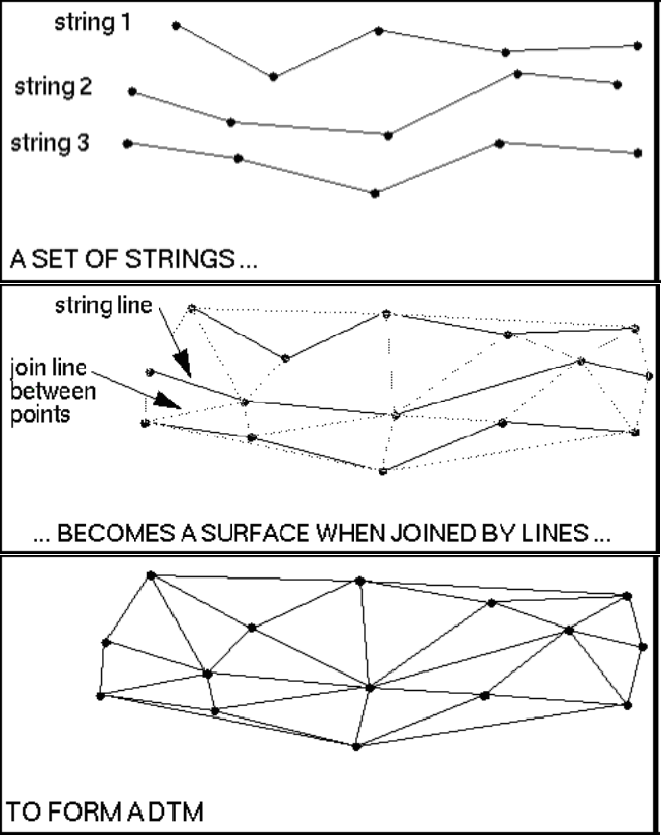 string 1
string 2
string 3
A SET OF STRINGS ...
string line
join line
between
points
... BECOMES A SURFACE WHEN JOINED BY LINES ...
TO FORM A DTM